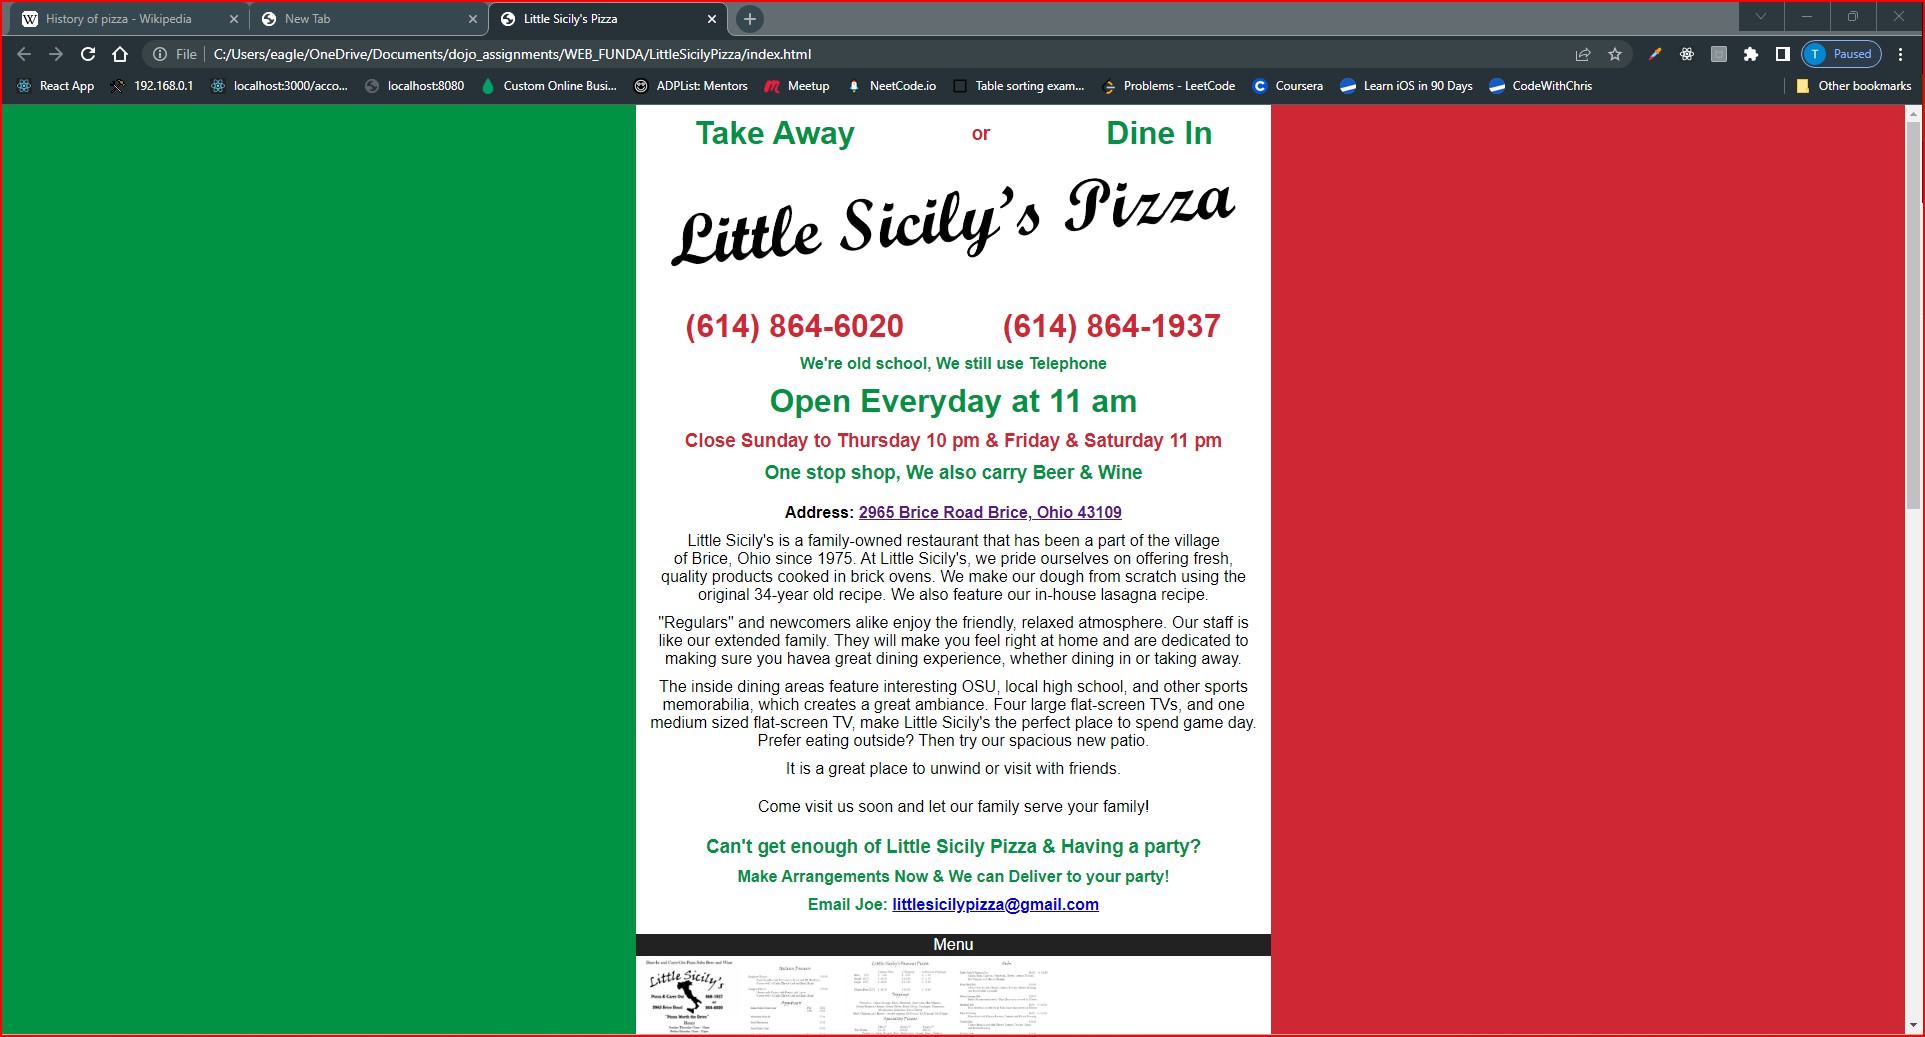 History of pizza - Wikipedia
New Tab
Little Sicily's Pizza
File
C:/Users/eagle/OneDrive/Documents/dojo_assignments/WEB_FUNDA/LittleSicilyPizza/index.html
T Paused
React App
192.168.0.1
localhost:3000/acco...
localhost:8080
Custom Online Busi...
ADPList: Mentors
Meetup
NeetCode.io
Table sorting exam...
Problems - LeetCode
Coursera
Learn iOS in 90 Days
CodeWithChris
Other bookmarks
Take Away or Dine In
Little Sicily's Pizza
(614) 864-6020 (614) 864-1937
We're old school, We still use Telephone
Open Everyday at 11 am
Close Sunday to Thursday 10 pm & Friday & Saturday 11 pm
One stop shop, We also carry Beer & Wine
Address: 2965 Brice Road Brice, Ohio 43109
Little Sicily's is a family-owned restaurant that has been a part of the village
of Brice, Ohio since 1975. At Little Sicily's, we pride ourselves on offering fresh,
quality products cooked in brick ovens. We make our dough from scratch using the
original 34-year old recipe. We also feature our in-house lasagna recipe.
"Regulars" and newcomers alike enjoy the friendly, relaxed atmosphere. Our staff is
like our extended family. They will make you feel right at home and are dedicated to
making sure you havea great dining experience, whether dining in or taking away.
The inside dining areas feature interesting OSU, local high school, and other sports
memorabilia, which creates a great ambiance. Four large flat-screen TVs, and one
medium sized flat-screen TV, make Little Sicily's the perfect place to spend game day.
Prefer eating outside? Then try our spacious new patio.
It is a great place to unwind or visit with friends.
Come visit us soon and let our family serve your family!
Can't get enough of Little Sicily Pizza & Having a party?
Make Arrangements Now & We can Deliver to your party!
Email Joe: littlesicilypizza@gmail.com
Menu
Little Sicily's
Pizza & Carry Out
"Pizza Worth the Drive"
Hours